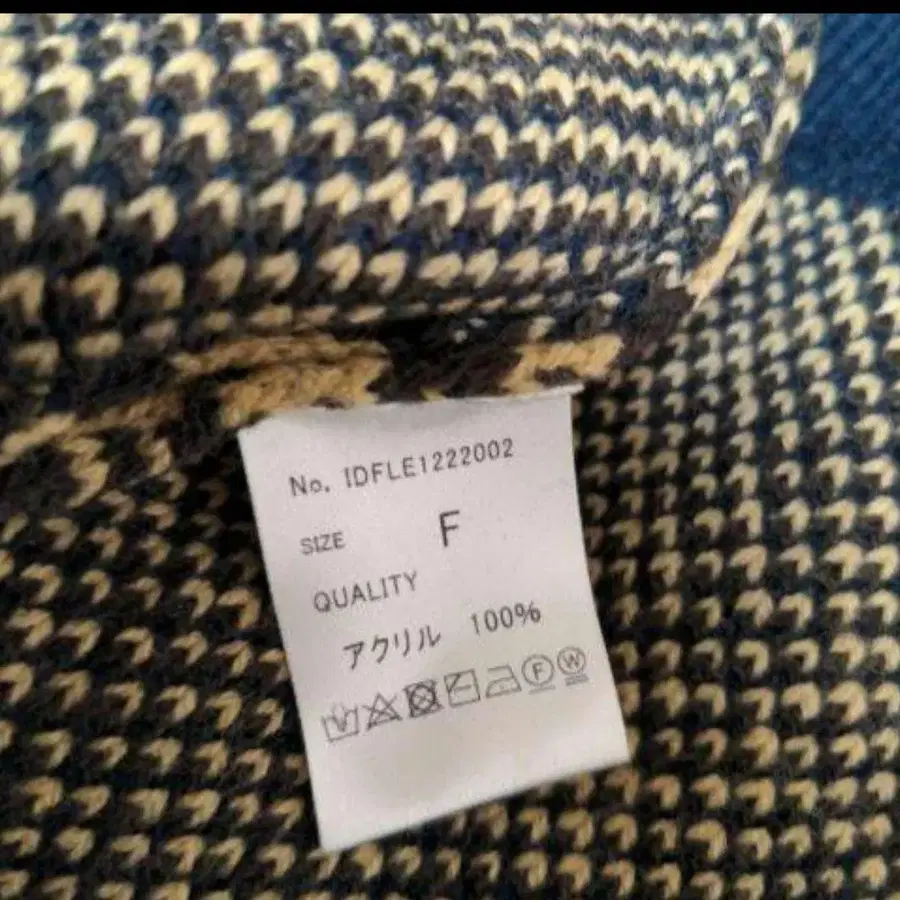 No. IDFLE1222002
SIZE F
QUALITY
アクリル 100%
F W